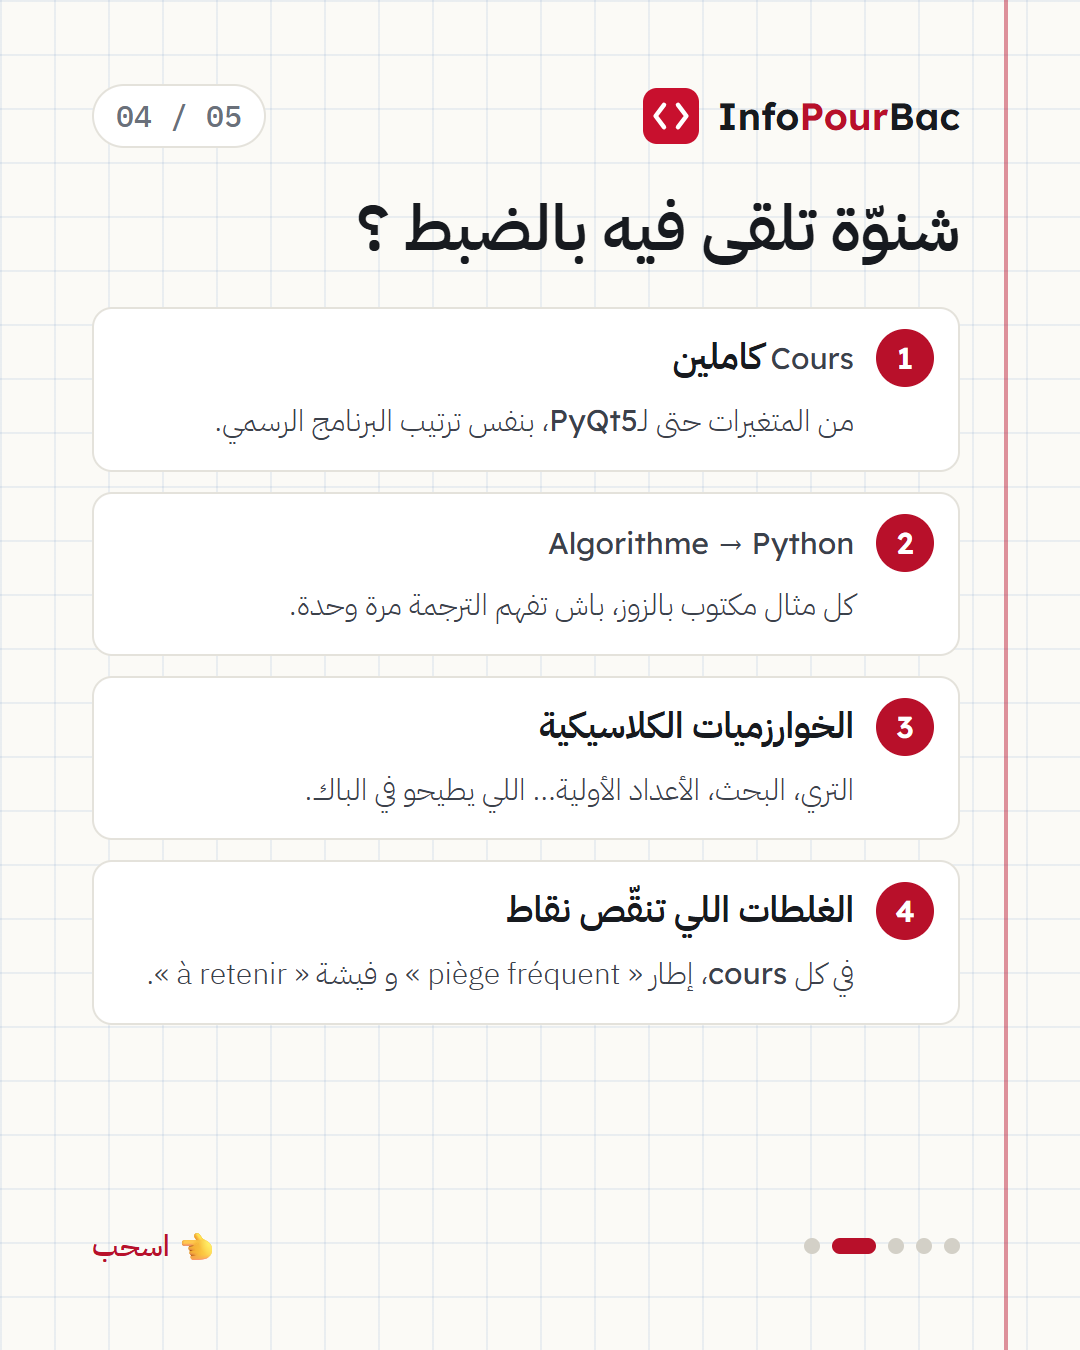 InfoPourBac
04 / 05
شنوّة تلقى فيه بالضبط ؟
1
Cours كاملين
من المتغيرات حتى لـPyQt5، بنفس ترتيب البرنامج الرسمي.
2
Algorithme → Python
كل مثال مكتوب بالزوز، باش تفهم الترجمة مرة وحدة.
3
الخوارزميات الكلاسيكية
التري، البحث، الأعداد الأولية... اللي يطيحو في الباك.
4
الغلطات اللي تنقّص نقاط
في كل cours، إطار « piège fréquent » و فيشة « à retenir ».
👈 اسحب